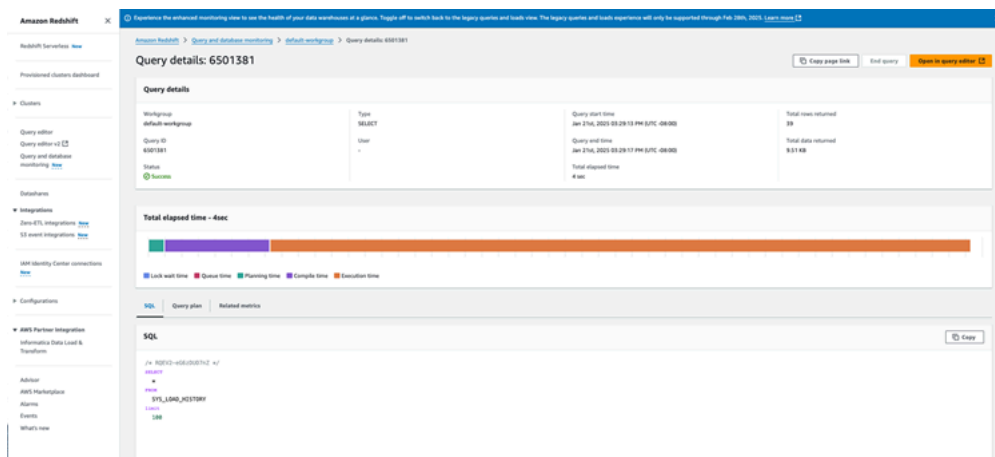 Amazon Redshift
Experience the enhanced monitoring view to see the health of your data warehouses at a glance. Toggle off to switch back to the legacy queries and loads view. The legacy queries and loads experience will only be supported through Feb 28th, 2025. Learn more
Redshift Serverless New
Provisioned clusters dashboard
Clusters
Query editor
Query editor v2
Query and database
monitoring New
Datashares
Integrations
Zero-ETL integrations New
S3 event integrations New
IAM Identity Center connections
New
Configurations
AWS Partner Integration
Informatica Data Load &
Transform
Advisor
AWS Marketplace
Alarms
Events
What's new
Amazon Redshift > Query and database monitoring > default-workgroup > Query details: 6501381
Query details: 6501381
Copy page link
End query
Open in query editor
Query details
Workgroup
default-workgroup
Query ID
6501381
Status
Success
Type
SELECT
User
-
Query start time
Jan 21st, 2025 03:29:13 PM (UTC -06:00)
Query end time
Jan 21st, 2025 03:29:17 PM (UTC -06:00)
Total elapsed time
4 sec
Total rows returned
39
Total data returned
9.51 KB
Total elapsed time - 4sec
Lock wait time Queue time Planning time Compile time Execution time
SQL Query plan Related metrics
SQL
Copy
SELECT
*
FROM
SYS_LOAD_HISTORY
LIMIT
100